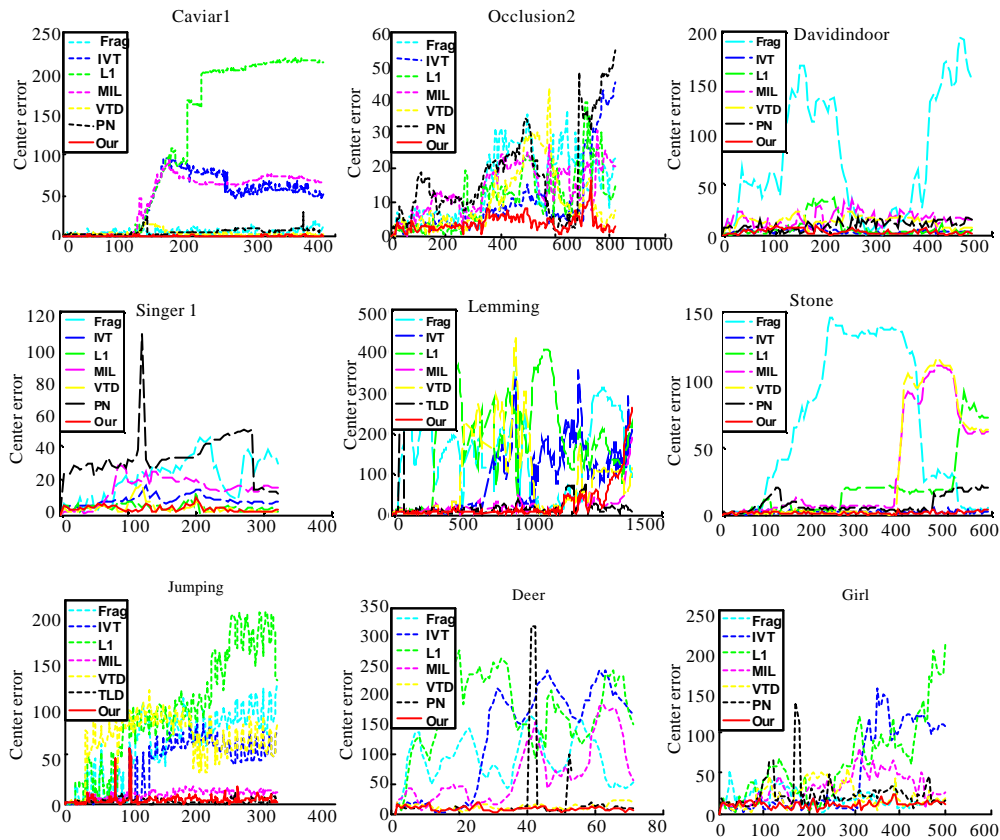 Caviar1
Center error
250
200
150
100
50
0
Frag
IVT
L1
MIL
VTD
PN
Our
0 100 200 300 400
Occlusion2
Center error
60
50
40
30
20
10
0
Frag
IVT
L1
MIL
VTD
PN
Our
0 200 400 600 800 1000
Davidindoor
Center error
200
150
100
50
0
Frag
IVT
L1
MIL
VTD
PN
Our
0 100 200 300 400 500
Singer 1
Center error
120
100
80
60
40
20
0
Frag
IVT
L1
MIL
VTD
PN
Our
0 100 200 300 400
Lemming
Center error
500
400
300
200
100
0
Frag
IVT
L1
MIL
VTD
TLD
Our
0 500 1000 1500
Stone
Center error
150
100
50
0
Frag
IVT
L1
MIL
VTD
PN
Our
0 100 200 300 400 500 600
Jumping
Center error
200
150
100
50
0
Frag
IVT
L1
MIL
VTD
TLD
Our
0 100 200 300 400
Deer
Center error
350
300
250
200
150
100
50
0
Frag
IVT
L1
MIL
VTD
PN
Our
0 20 40 60 80
Girl
Center error
250
200
150
100
50
0
Frag
IVT
L1
MIL
VTD
PN
Our
0 100 200 300 400 500 600